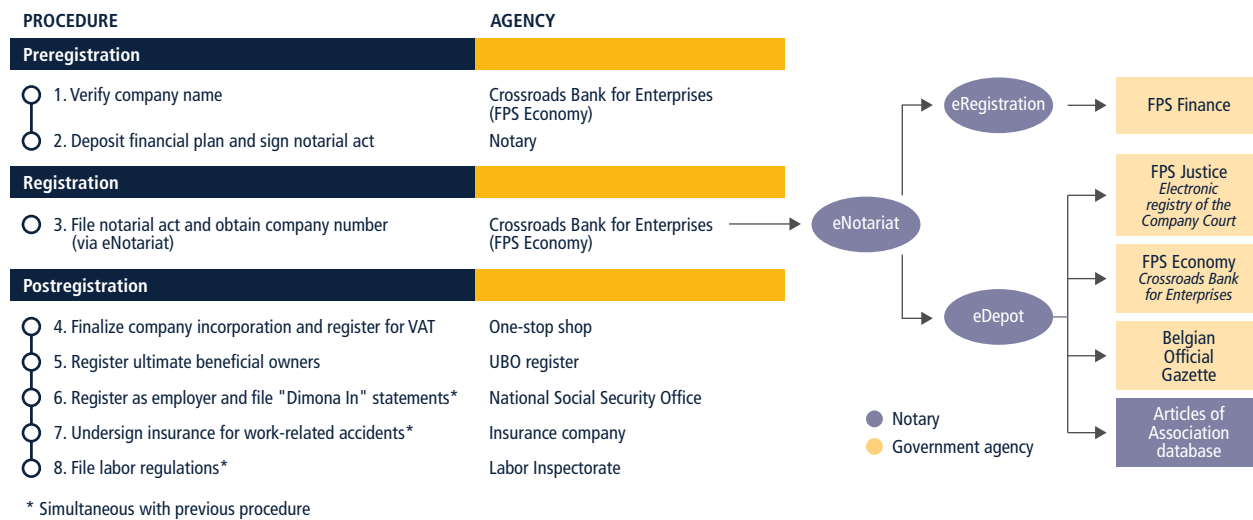 PROCEDURE
AGENCY
Preregistration
1. Verify company name
Crossroads Bank for Enterprises
(FPS Economy)
2. Deposit financial plan and sign notarial act
Notary
Registration
3. File notarial act and obtain company number
(via eNotariat)
Crossroads Bank for Enterprises
(FPS Economy)
Postregistration
4. Finalize company incorporation and register for VAT
One-stop shop
5. Register ultimate beneficial owners
UBO register
6. Register as employer and file "Dimona In" statements*
National Social Security Office
7. Undersign insurance for work-related accidents*
Insurance company
8. File labor regulations*
Labor Inspectorate
* Simultaneous with previous procedure
eNotariat
eRegistration
eDepot
FPS Finance
FPS Justice
Electronic
registry of the
Company Court
FPS Economy
Crossroads Bank
for Enterprises
Belgian
Official
Gazette
Articles of
Association
database
Notary
Government agency